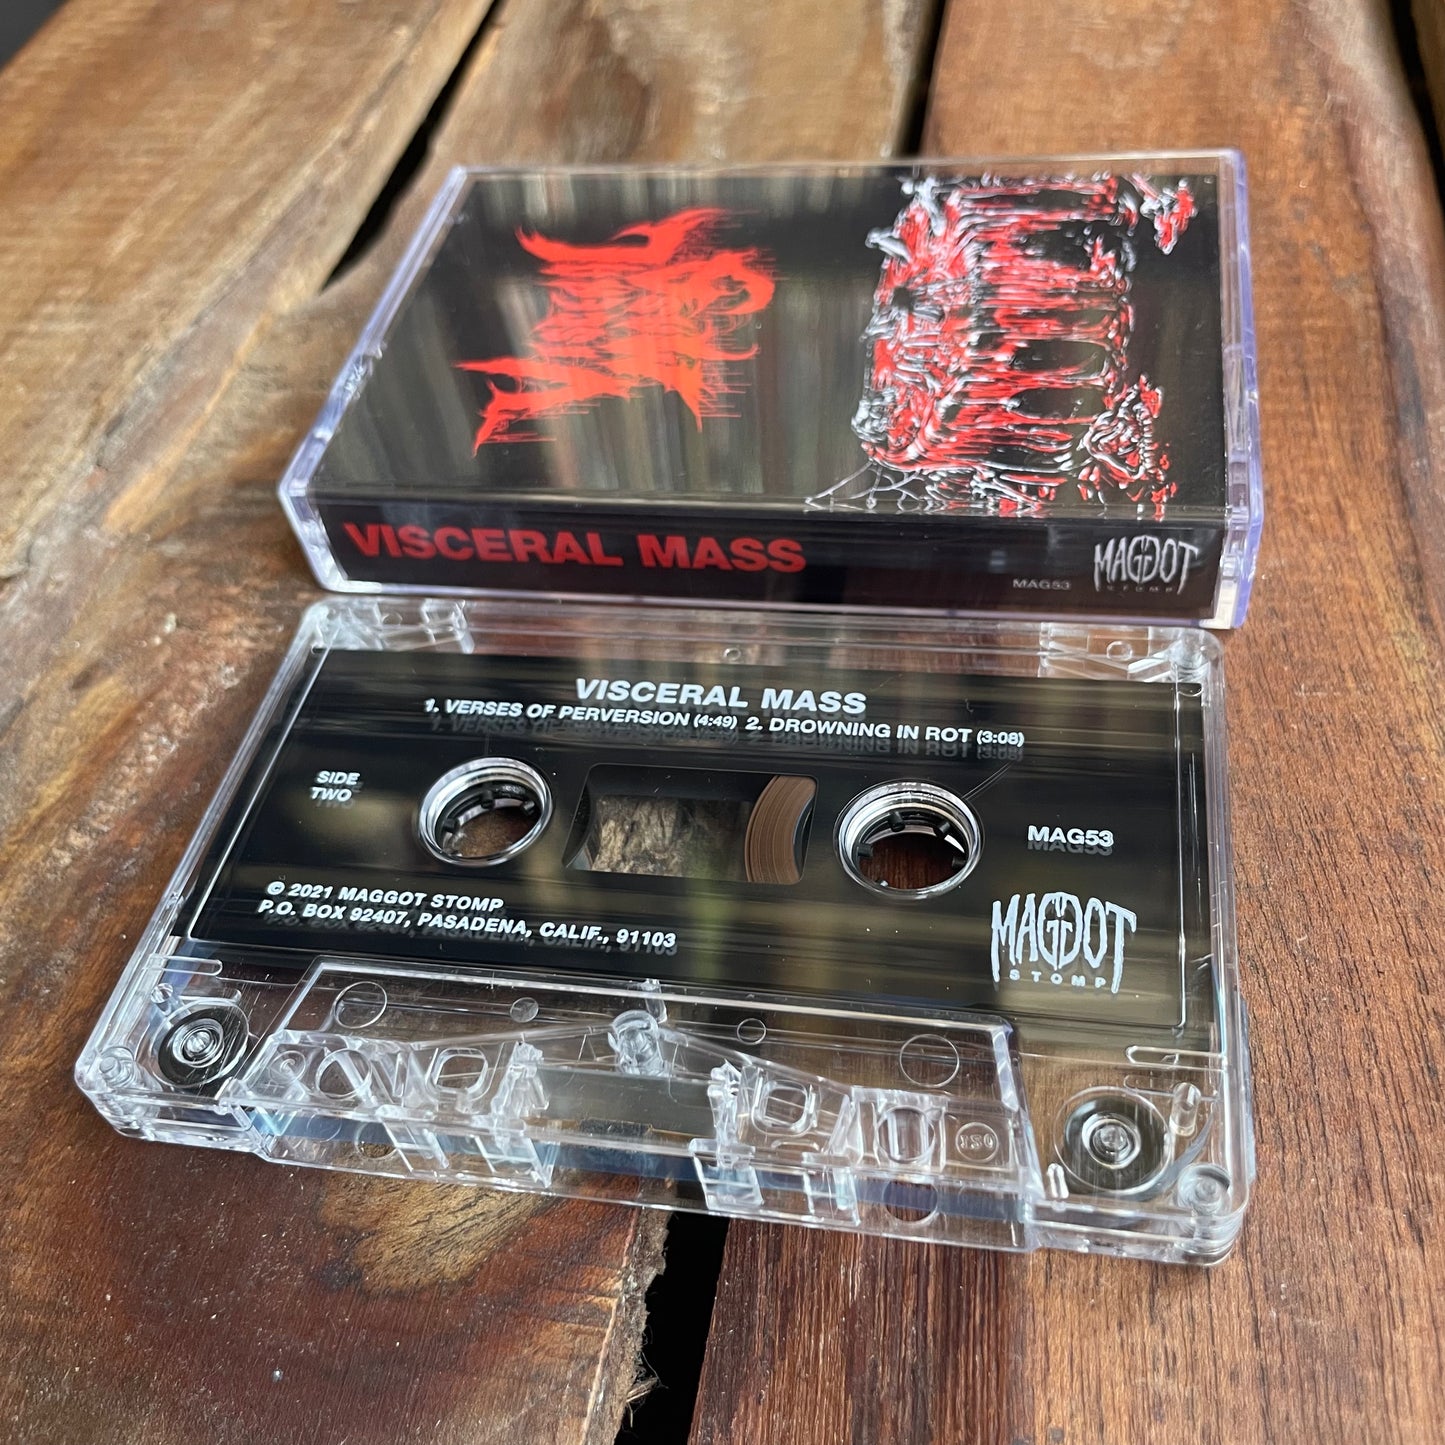 VISCERAL MASS
MAG53
MAGGOT
STOMP
VISCERAL MASS
1. VERSES OF PERVERSION (4:49) 2. DROWNING IN ROT (3:08)
SIDE
TWO
MAG53
© 2021 MAGGOT STOMP
P.O. BOX 92407, PASADENA, CALIF., 91103
MAGGOT
STOMP